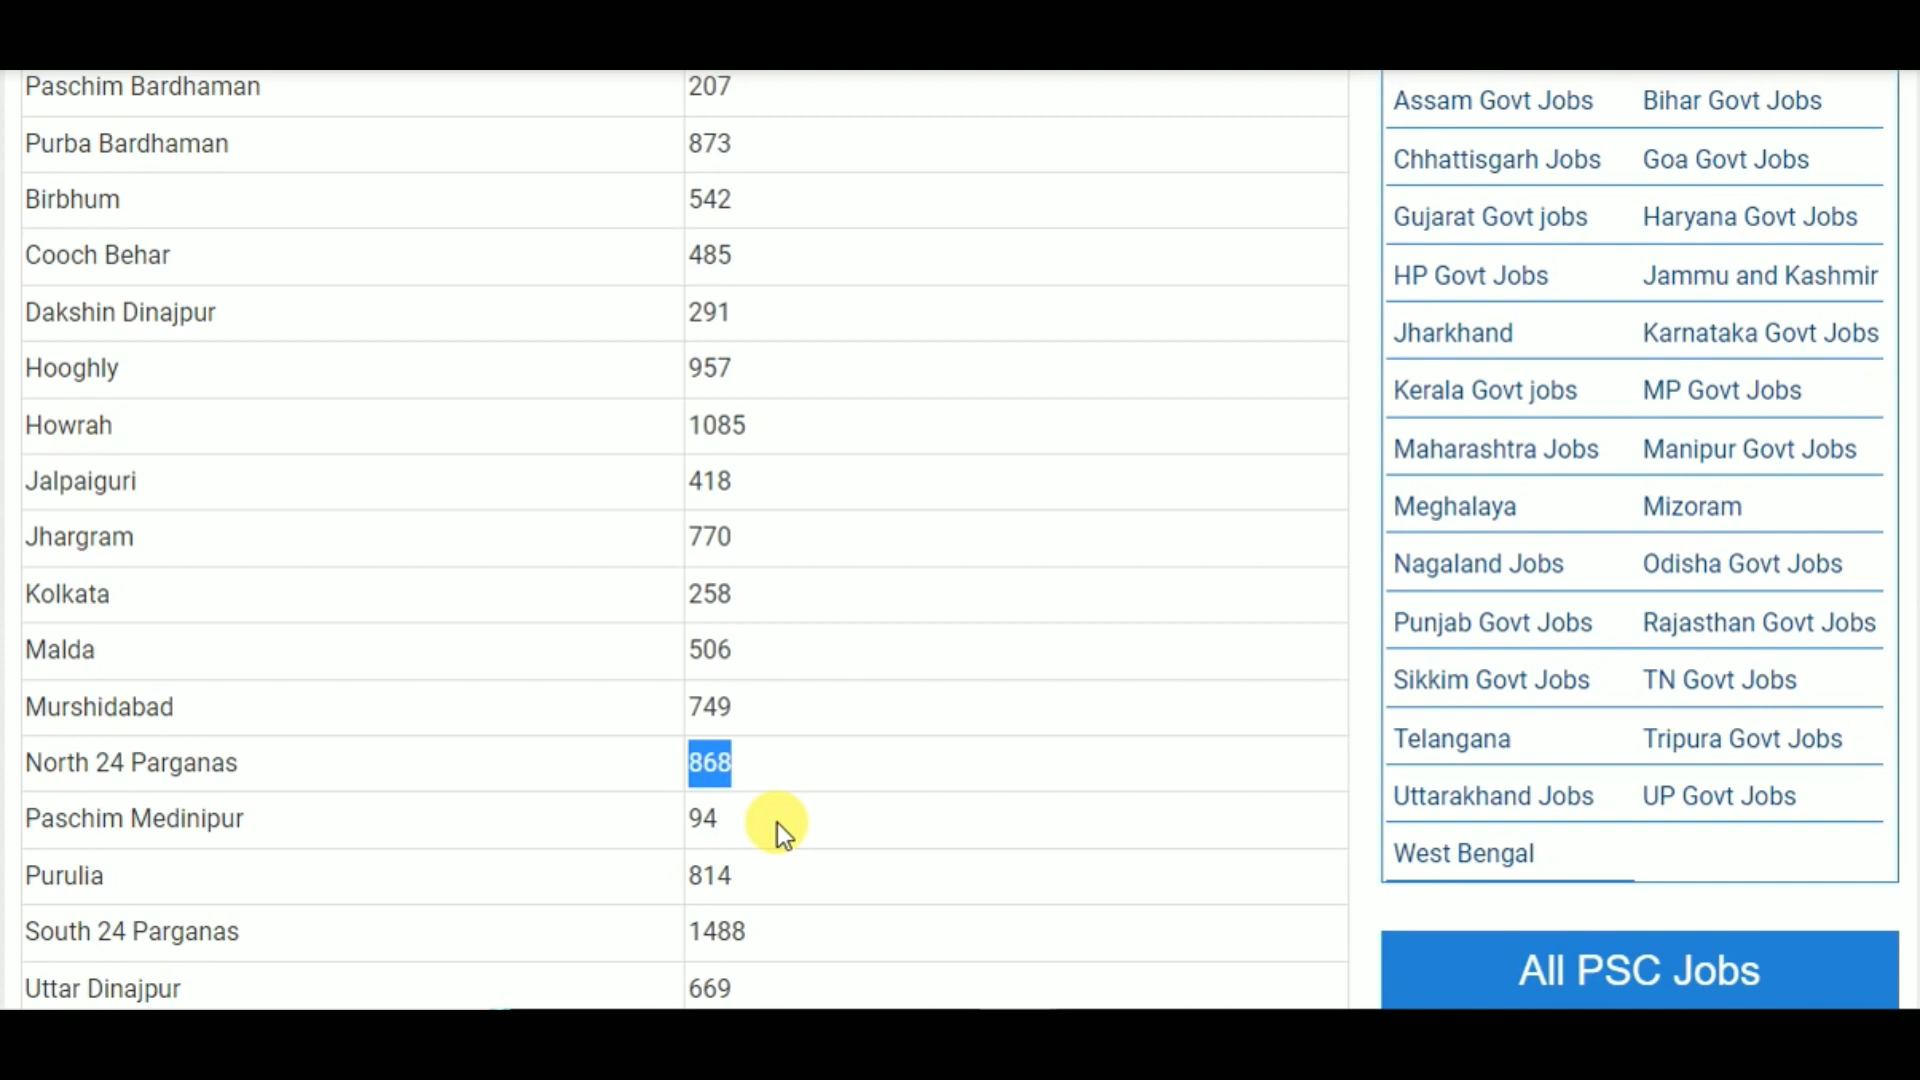 Paschim Bardhaman 207
Purba Bardhaman 873
Birbhum 542
Cooch Behar 485
Dakshin Dinajpur 291
Hooghly 957
Howrah 1085
Jalpaiguri 418
Jhargram 770
Kolkata 258
Malda 506
Murshidabad 749
North 24 Parganas 868
Paschim Medinipur 94
Purulia 814
South 24 Parganas 1488
Uttar Dinajpur 669
Assam Govt Jobs Bihar Govt Jobs
Chhattisgarh Jobs Goa Govt Jobs
Gujarat Govt jobs Haryana Govt Jobs
HP Govt Jobs Jammu and Kashmir
Jharkhand Karnataka Govt Jobs
Kerala Govt jobs MP Govt Jobs
Maharashtra Jobs Manipur Govt Jobs
Meghalaya Mizoram
Nagaland Jobs Odisha Govt Jobs
Punjab Govt Jobs Rajasthan Govt Jobs
Sikkim Govt Jobs TN Govt Jobs
Telangana Tripura Govt Jobs
Uttarakhand Jobs UP Govt Jobs
West Bengal
All PSC Jobs